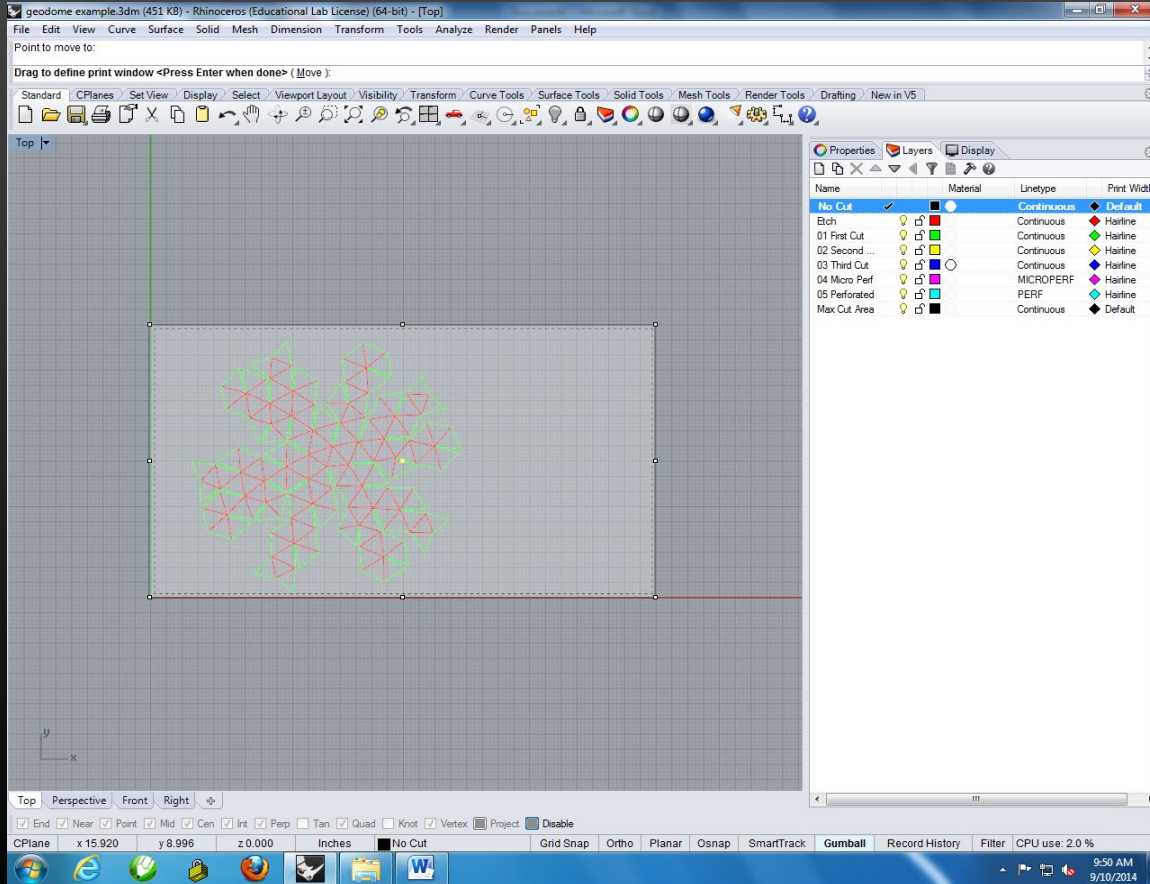 geodome example.3dm (451 KB) - Rhinoceros (Educational Lab License) (64-bit) - [Top]
File Edit View Curve Surface Solid Mesh Dimension Transform Tools Analyze Render Panels Help
Point to move to:
Drag to define print window <Press Enter when done> ( Move ):
Standard CPlanes Set View Display Select Viewport Layout Visibility Transform Curve Tools Surface Tools Solid Tools Mesh Tools Render Tools Drafting New in V5
Top
Properties Layers Display
Name Material Linetype Print Widt
No Cut Continuous Default
Etch Continuous Hairline
01 First Cut Continuous Hairline
02 Second ... Continuous Hairline
03 Third Cut Continuous Hairline
04 Micro Perf MICROPERF Hairline
05 Perforated PERF Hairline
Max Cut Area Continuous Default
y
x
Top Perspective Front Right
End Near Point Mid Cen Int Perp Tan Quad Knot Vertex Project Disable
CPlane x 15.920 y 8.996 z 0.000 Inches No Cut Grid Snap Ortho Planar Osnap SmartTrack Gumball Record History Filter CPU use: 2.0 %
9:50 AM
9/10/2014